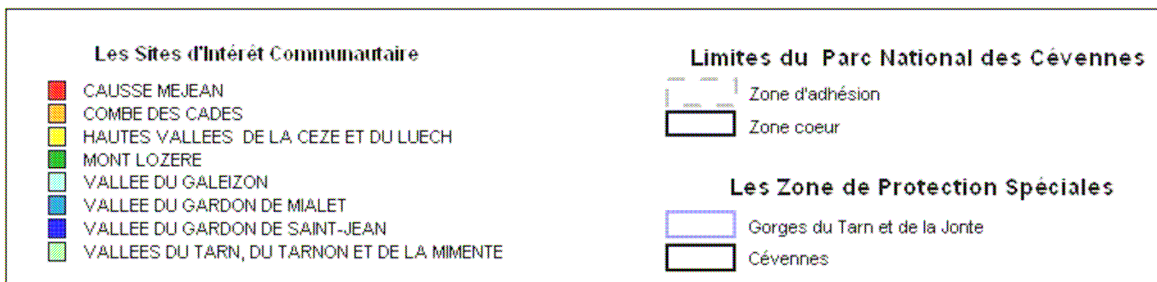 Les Sites d'Intérêt Communautaire
CAUSSE MEJEAN
COMBE DES CADES
HAUTES VALLEES DE LA CEZE ET DU LUECH
MONT LOZERE
VALLEE DU GALEIZON
VALLEE DU GARDON DE MIALET
VALLEE DU GARDON DE SAINT-JEAN
VALLEES DU TARN, DU TARNON ET DE LA MIMENTE
Limites du Parc National des Cévennes
Zone d'adhésion
Zone coeur
Les Zone de Protection Spéciales
Gorges du Tarn et de la Jonte
Cévennes